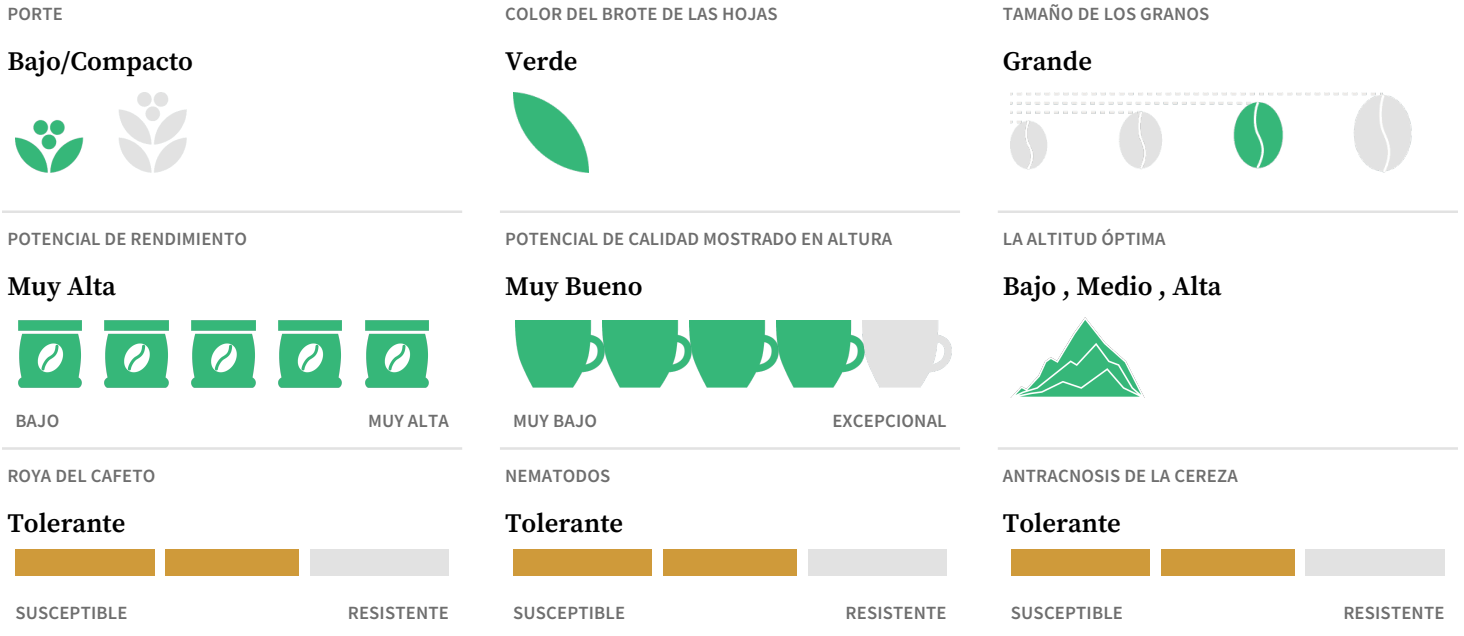 PORTE
Bajo/Compacto
COLOR DEL BROTE DE LAS HOJAS
Verde
TAMAÑO DE LOS GRANOS
Grande
POTENCIAL DE RENDIMIENTO
Muy Alta
BAJO
MUY ALTA
POTENCIAL DE CALIDAD MOSTRADO EN ALTURA
Muy Bueno
MUY BAJO
EXCEPCIONAL
LA ALTITUD ÓPTIMA
Bajo , Medio , Alta
ROYA DEL CAFETO
Tolerante
SUSCEPTIBLE
RESISTENTE
NEMATODOS
Tolerante
SUSCEPTIBLE
RESISTENTE
ANTRACNOSIS DE LA CEREZA
Tolerante
SUSCEPTIBLE
RESISTENTE